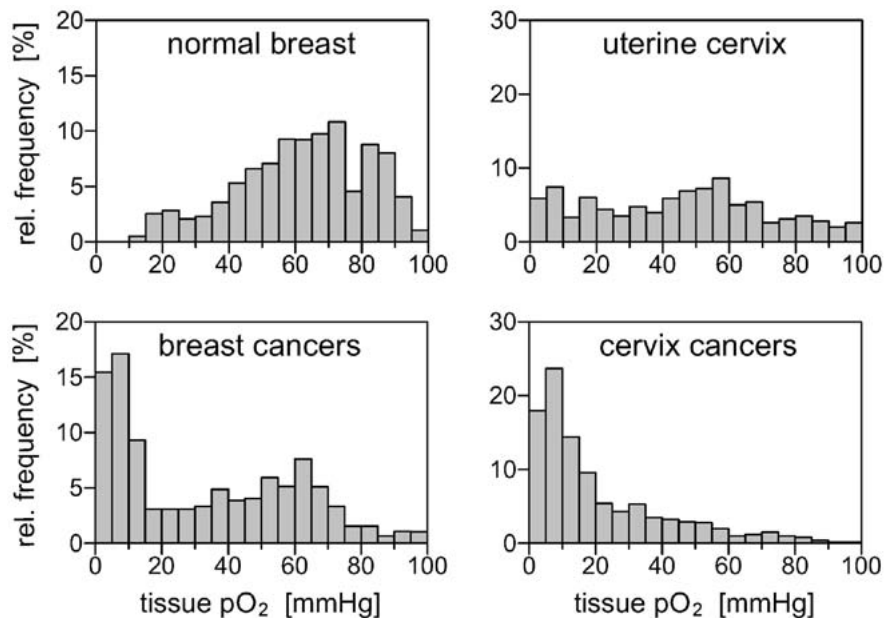 normal breast
rel. frequency [%]
20
15
10
5
0
0 20 40 60 80 100
uterine cervix
30
20
10
0
0 20 40 60 80 100
breast cancers
rel. frequency [%]
20
15
10
5
0
0 20 40 60 80 100
tissue pO₂ [mmHg]
cervix cancers
30
20
10
0
0 20 40 60 80 100
tissue pO₂ [mmHg]